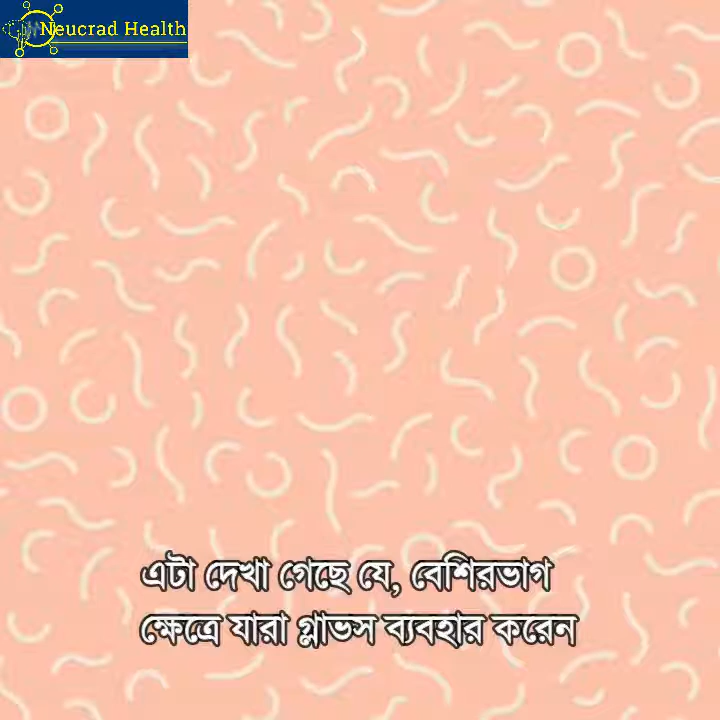 Neucrad Health
এটা দেখা গেছে যে, বেশিরভাগ
ক্ষেত্রে যারা গ্লাভস ব্যবহার করেন